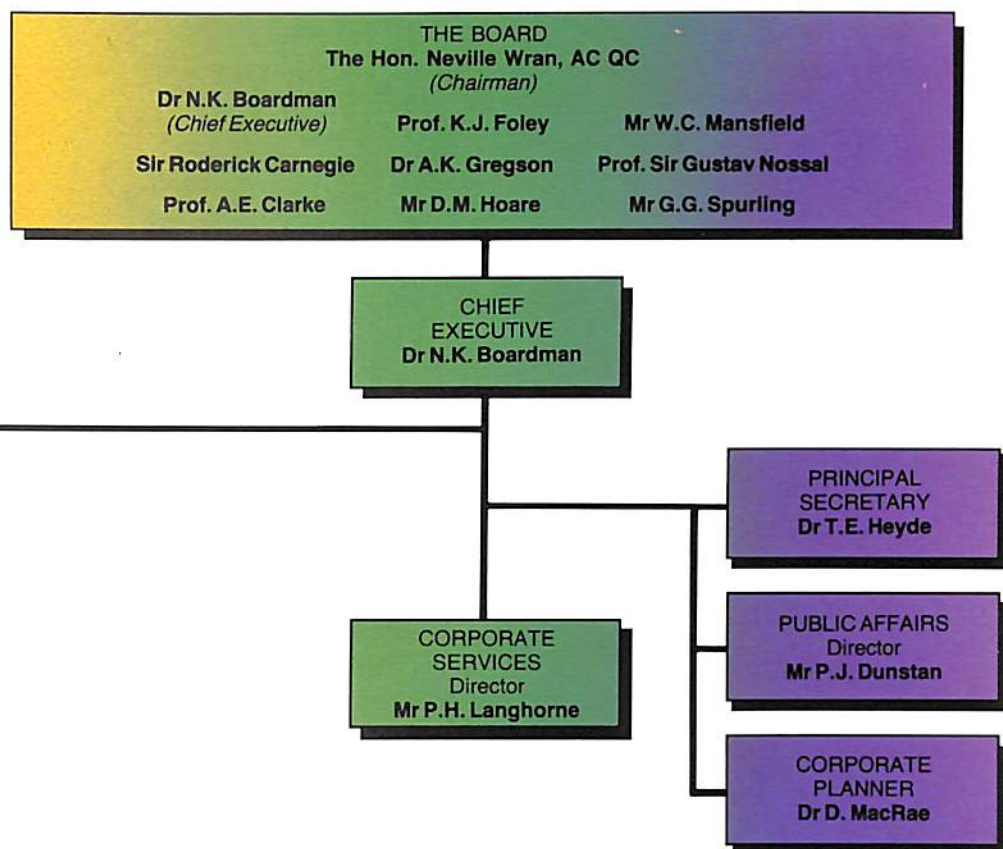 THE BOARD
The Hon. Neville Wran, AC QC
(Chairman)
Dr N.K. Boardman
(Chief Executive)
Prof. K.J. Foley
Mr W.C. Mansfield
Sir Roderick Carnegie
Dr A.K. Gregson
Prof. Sir Gustav Nossal
Prof. A.E. Clarke
Mr D.M. Hoare
Mr G.G. Spurling
CHIEF
EXECUTIVE
Dr N.K. Boardman
PRINCIPAL
SECRETARY
Dr T.E. Heyde
CORPORATE
SERVICES
Director
Mr P.H. Langhorne
PUBLIC AFFAIRS
Director
Mr P.J. Dunstan
CORPORATE
PLANNER
Dr D. MacRae